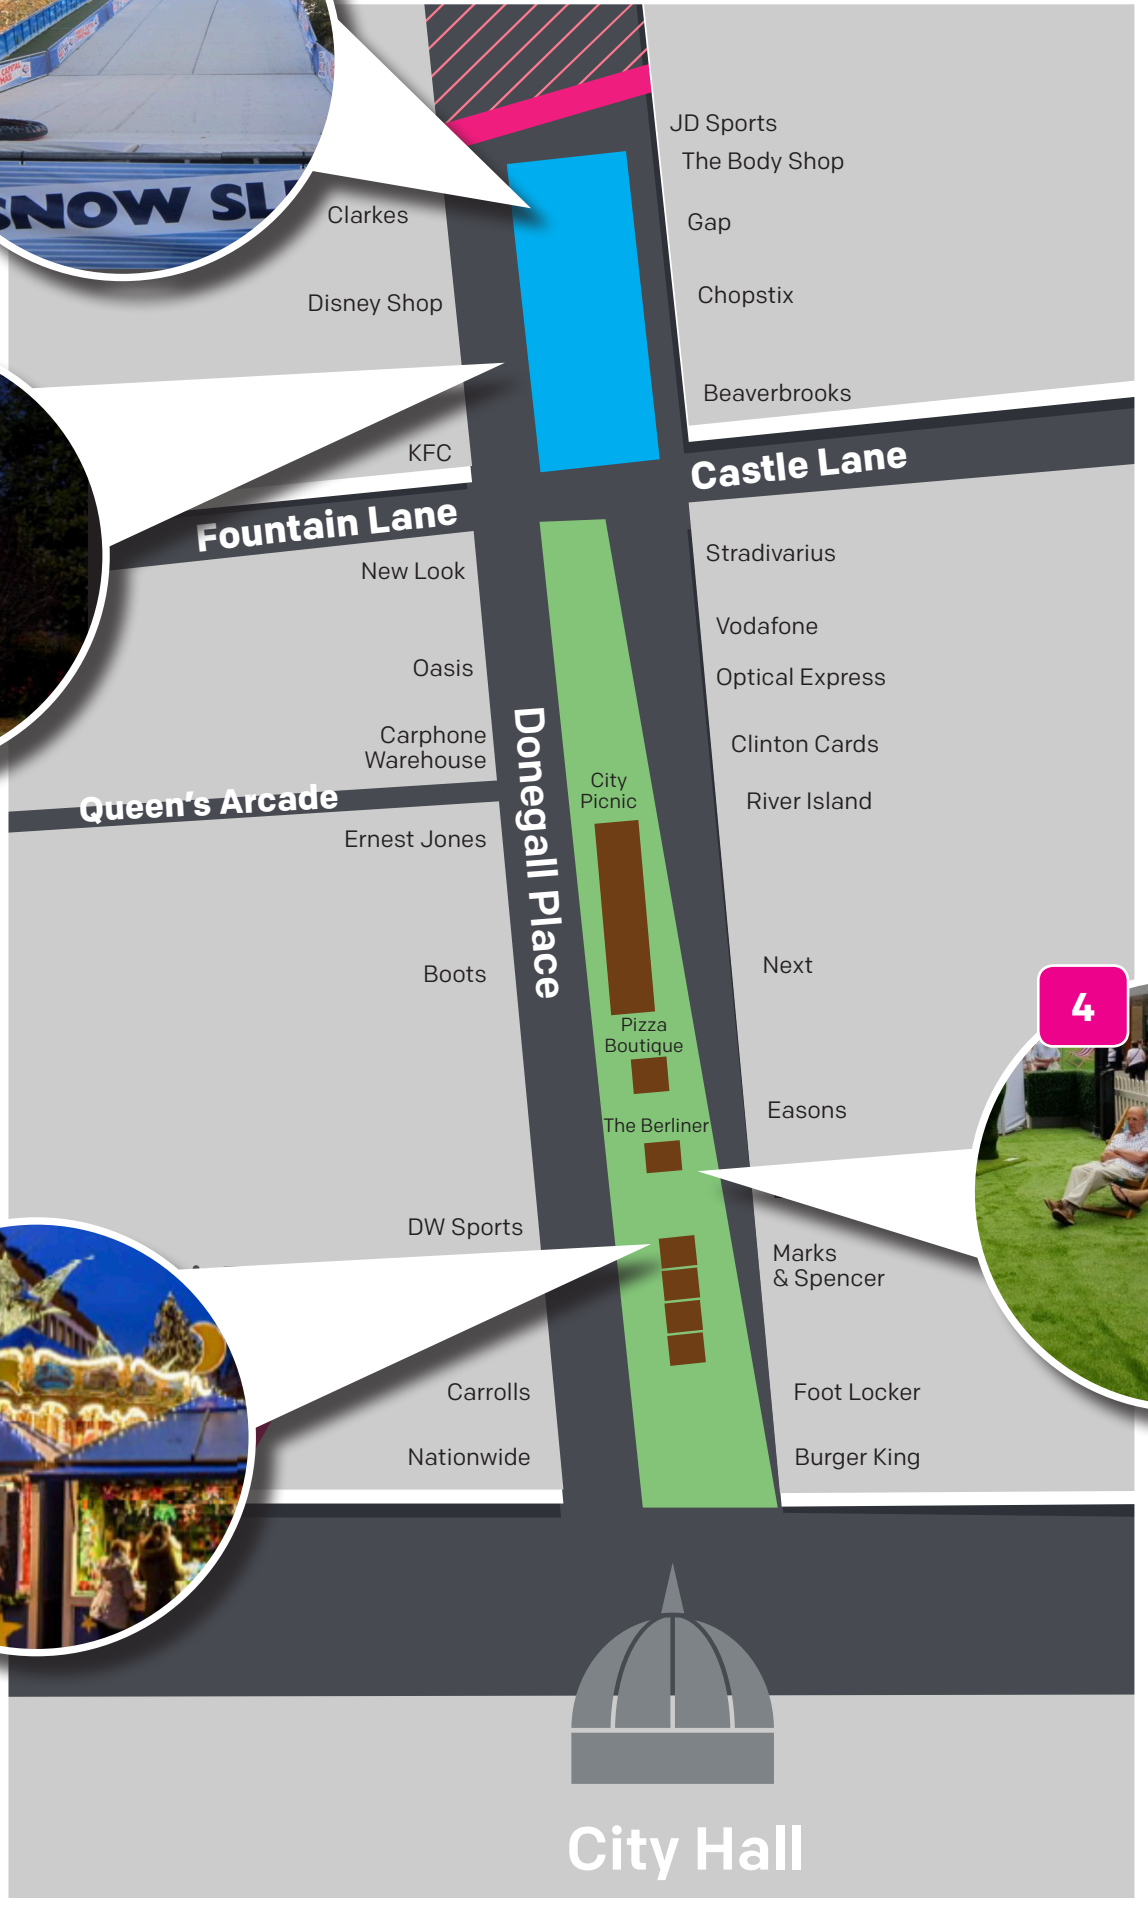 SNOW SL
JD Sports
The Body Shop
Clarkes
Gap
Disney Shop
Chopstix
Beaverbrooks
KFC
Castle Lane
Fountain Lane
New Look
Stradivarius
Vodafone
Oasis
Optical Express
Carphone
Warehouse
Clinton Cards
City
Picnic
Queen's Arcade
River Island
Ernest Jones
Donegall Place
Boots
Next
4
Pizza
Boutique
Easons
The Berliner
DW Sports
Marks
& Spencer
Carrolls
Foot Locker
Nationwide
Burger King
City Hall